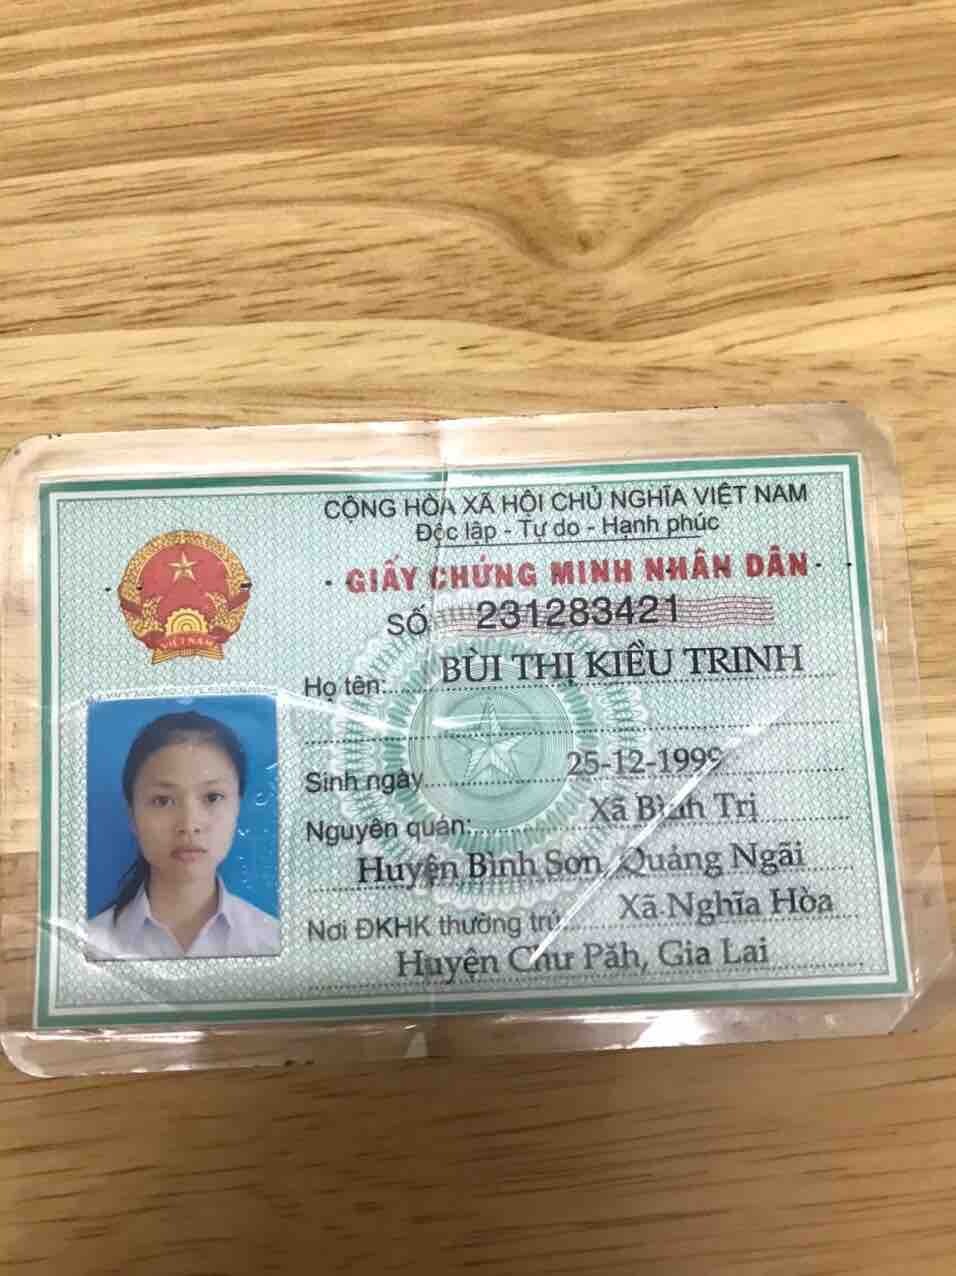 CỘNG HÒA XÃ HỘI CHỦ NGHĨA VIỆT NAM
Độc lập - Tự do - Hạnh phúc
GIẤY CHỨNG MINH NHÂN DÂN
SỐ 231283421
Họ tên: BÙI THỊ KIỀU TRINH
Sinh ngày 25-12-1999
Nguyên quán: Xã Bình Trị
Huyện Bình Sơn, Quảng Ngãi
Nơi ĐKHK thường trú: Xã Nghĩa Hòa
Huyện Chư Păh, Gia Lai
VIỆT NAM